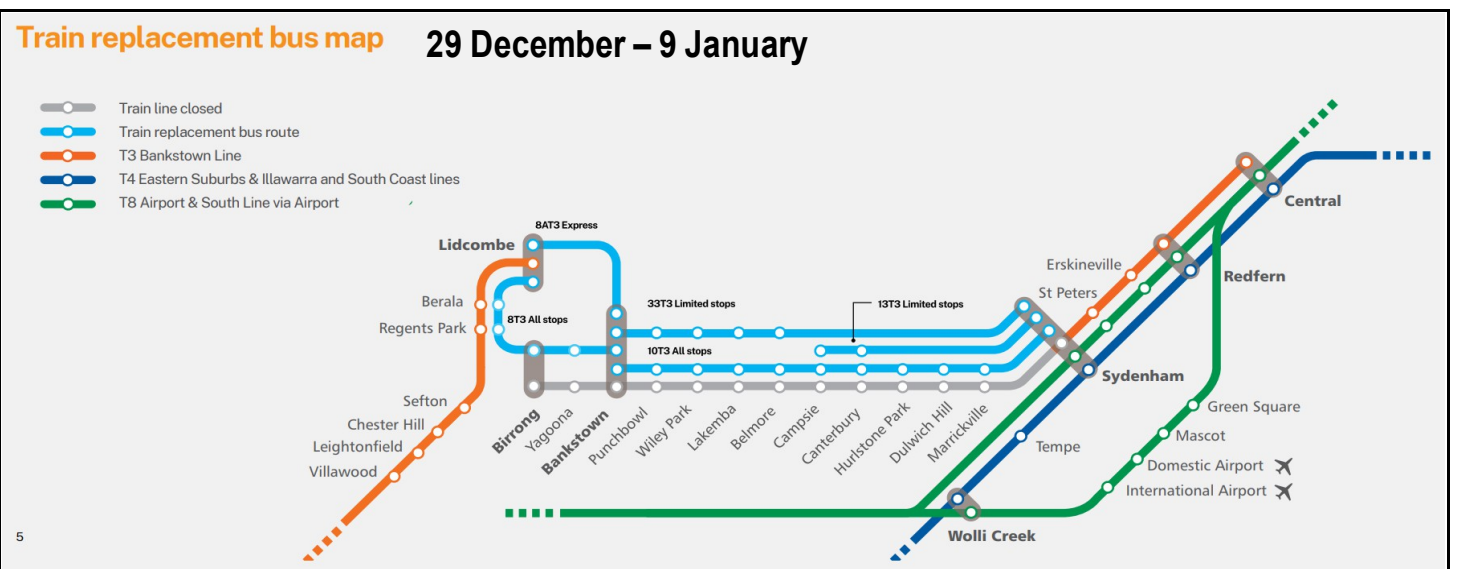 Train replacement bus map
29 December – 9 January
Train line closed
Train replacement bus route
T3 Bankstown Line
T4 Eastern Suburbs & Illawarra and South Coast lines
T8 Airport & South Line via Airport
8AT3 Express
Lidcombe
Central
Erskineville
Redfern
St Peters
Berala
33T3 Limited stops
13T3 Limited stops
Regents Park
8T3 All stops
10T3 All stops
Sydenham
Sefton
Chester Hill
Leightonfield
Villawood
Birrong
Yagoona
Bankstown
Punchbowl
Wiley Park
Lakemba
Belmore
Campsie
Canterbury
Hurlstone Park
Dulwich Hill
Marrickville
Green Square
Mascot
Tempe
Domestic Airport
International Airport
Wolli Creek
5